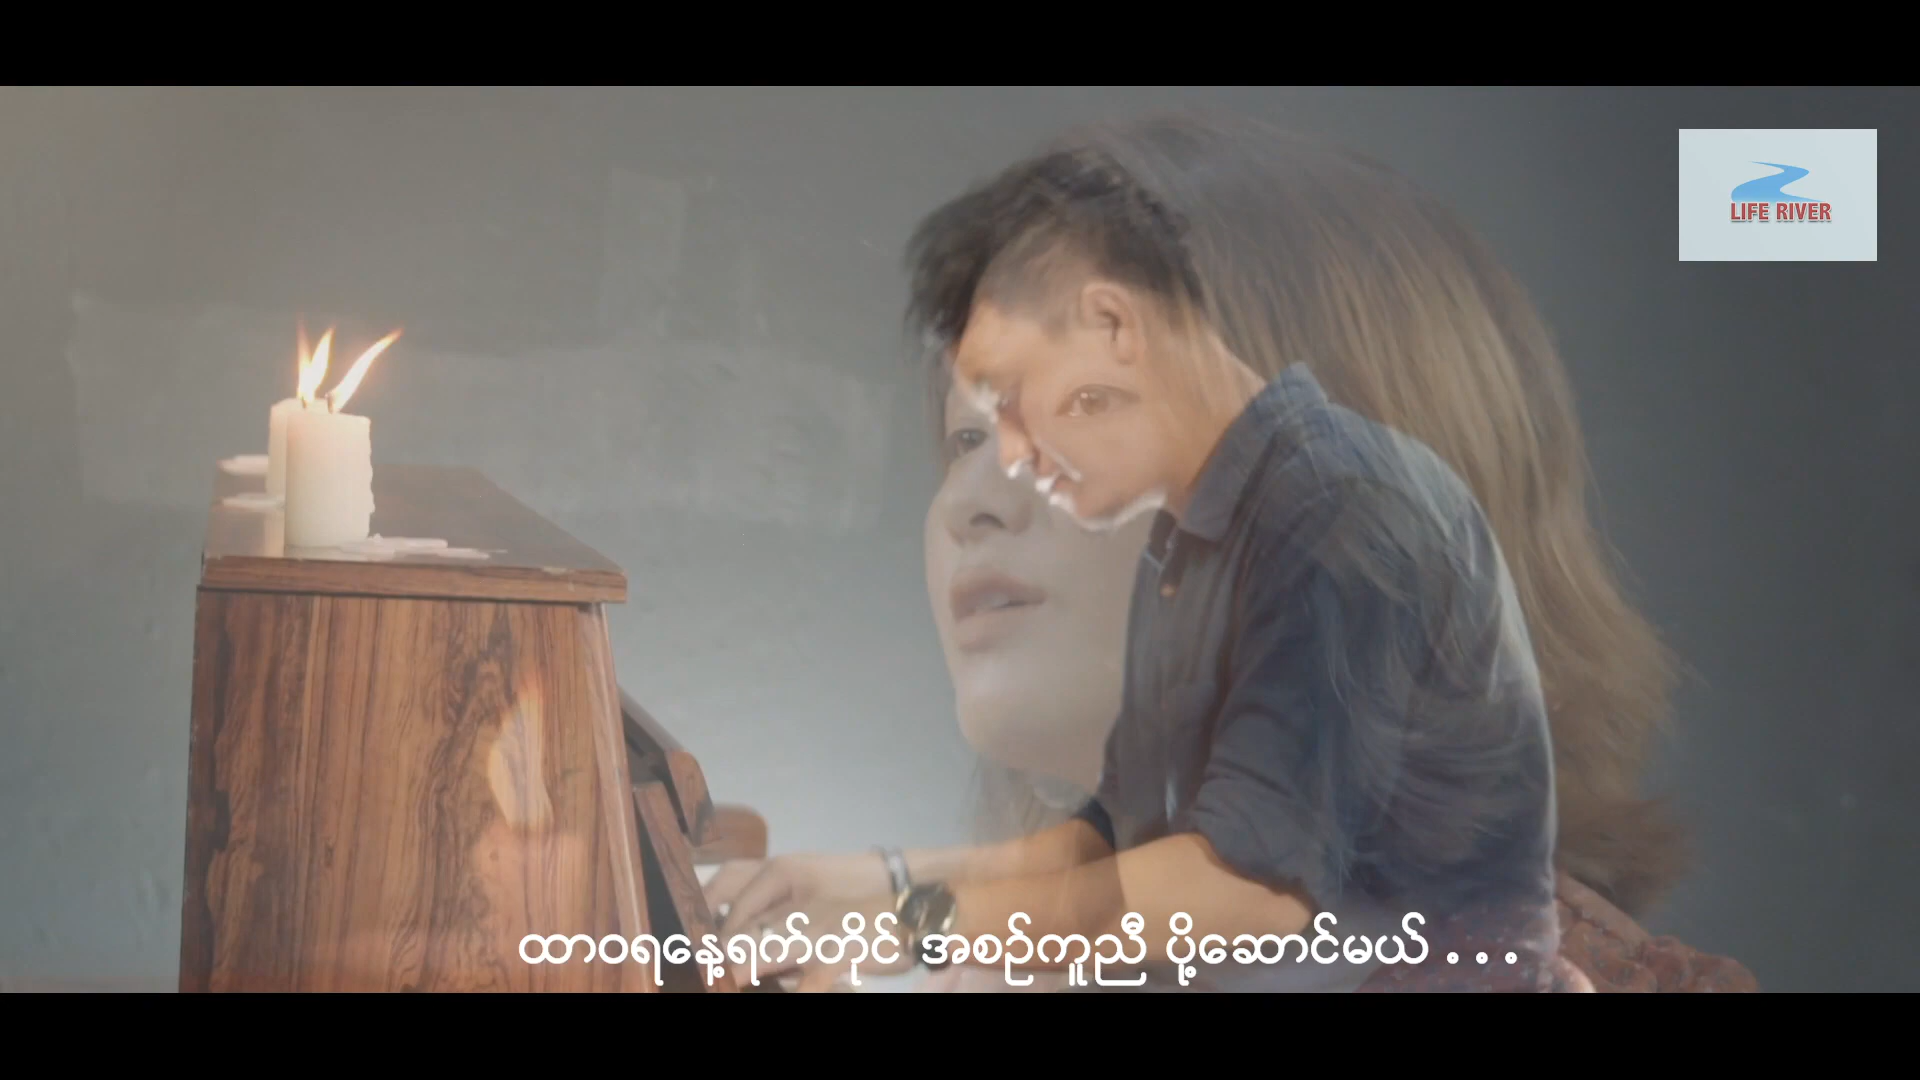 LIFE RIVER
ထာဝရနေ့ရက်တိုင် အစဉ်ကူညီ ပို့ဆောင်မယ် . . .